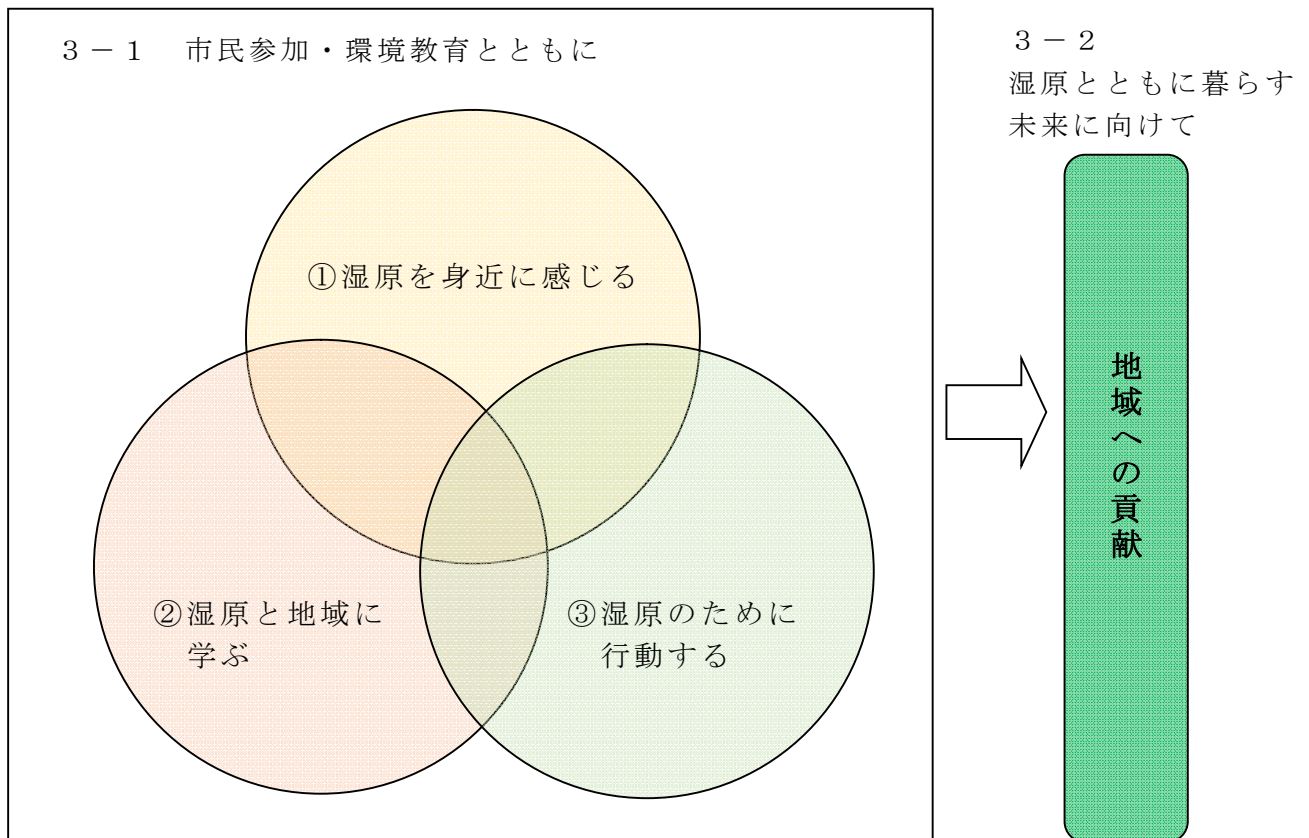 ３－１　市民参加・環境教育とともに
①湿原を身近に感じる
②湿原と地域に
学ぶ
③湿原のために
行動する
３－２
湿原とともに暮らす
未来に向けて
地域への貢献